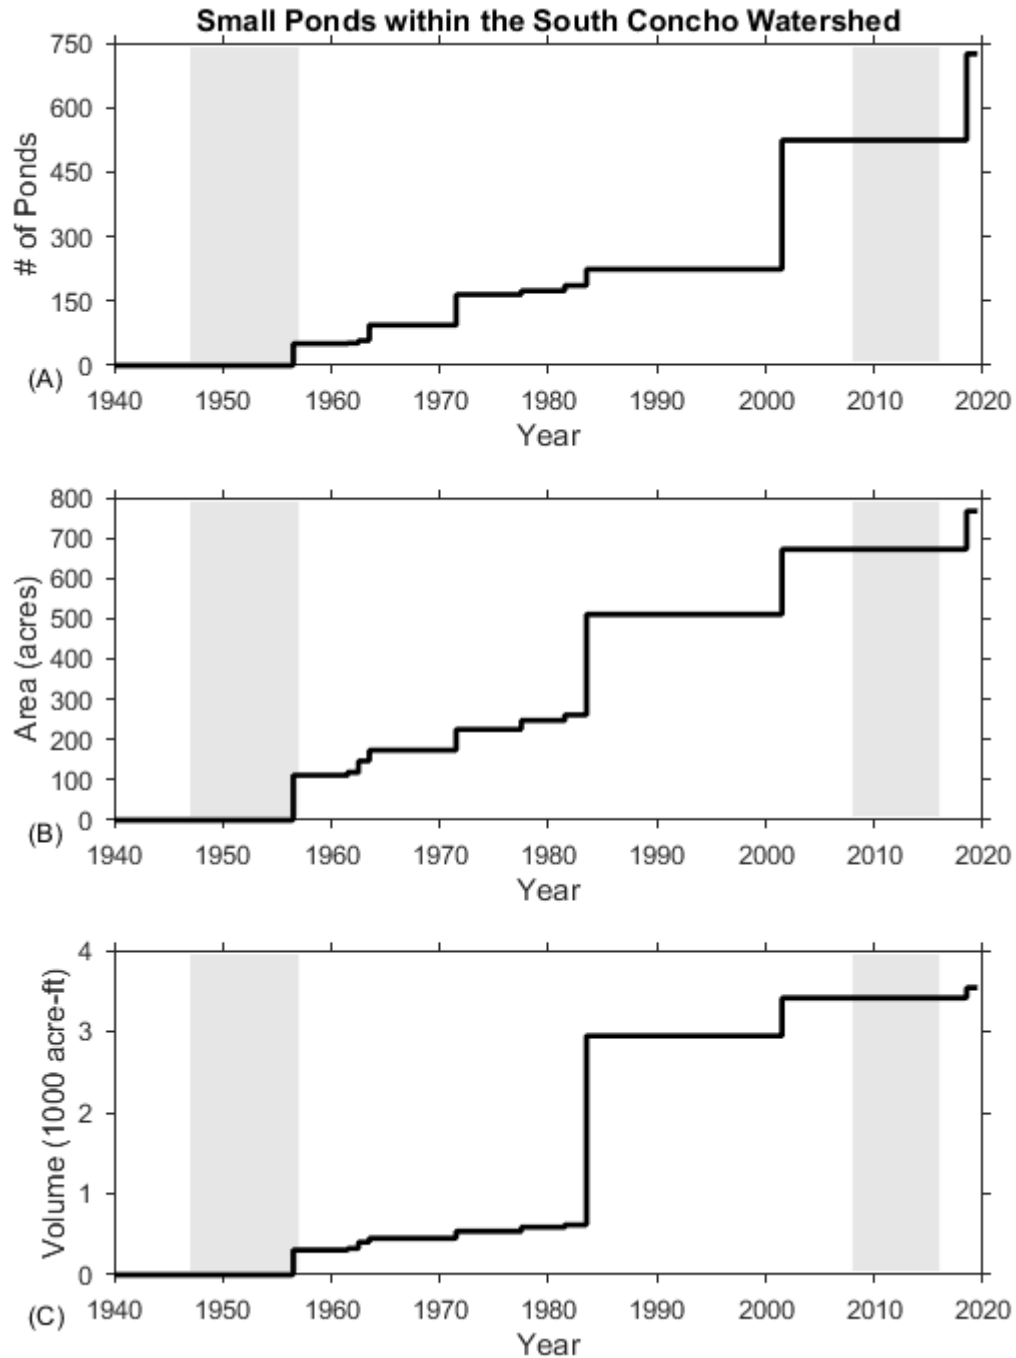 Small Ponds within the South Concho Watershed
750
600
450
300
150
0
# of Ponds
(A)
1940 1950 1960 1970 1980 1990 2000 2010 2020
Year
800
700
600
500
400
300
200
100
0
Area (acres)
(B)
1940 1950 1960 1970 1980 1990 2000 2010 2020
Year
4
3
2
1
0
Volume (1000 acre-ft)
(C)
1940 1950 1960 1970 1980 1990 2000 2010 2020
Year